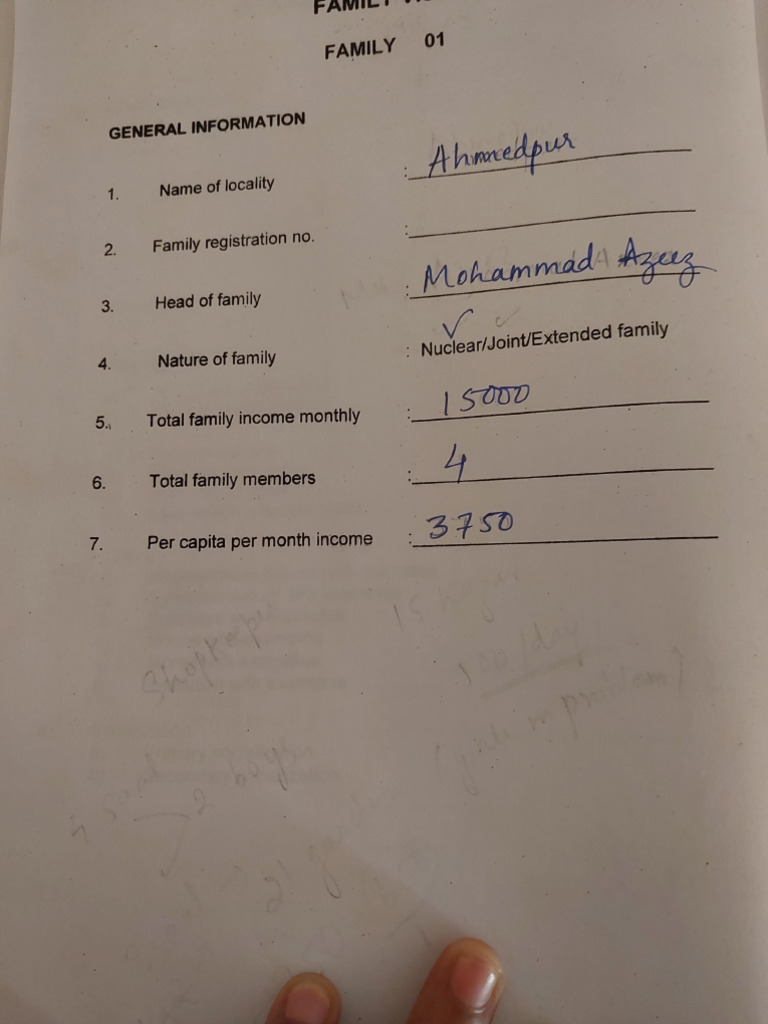 FAMILY
FAMILY 01
GENERAL INFORMATION
1. Name of locality : Ahmedpur
2. Family registration no. :
3. Head of family : Mohammad Azeez
4. Nature of family : ✓ Nuclear/Joint/Extended family
5. Total family income monthly : 15000
6. Total family members : 4
7. Per capita per month income : 3750